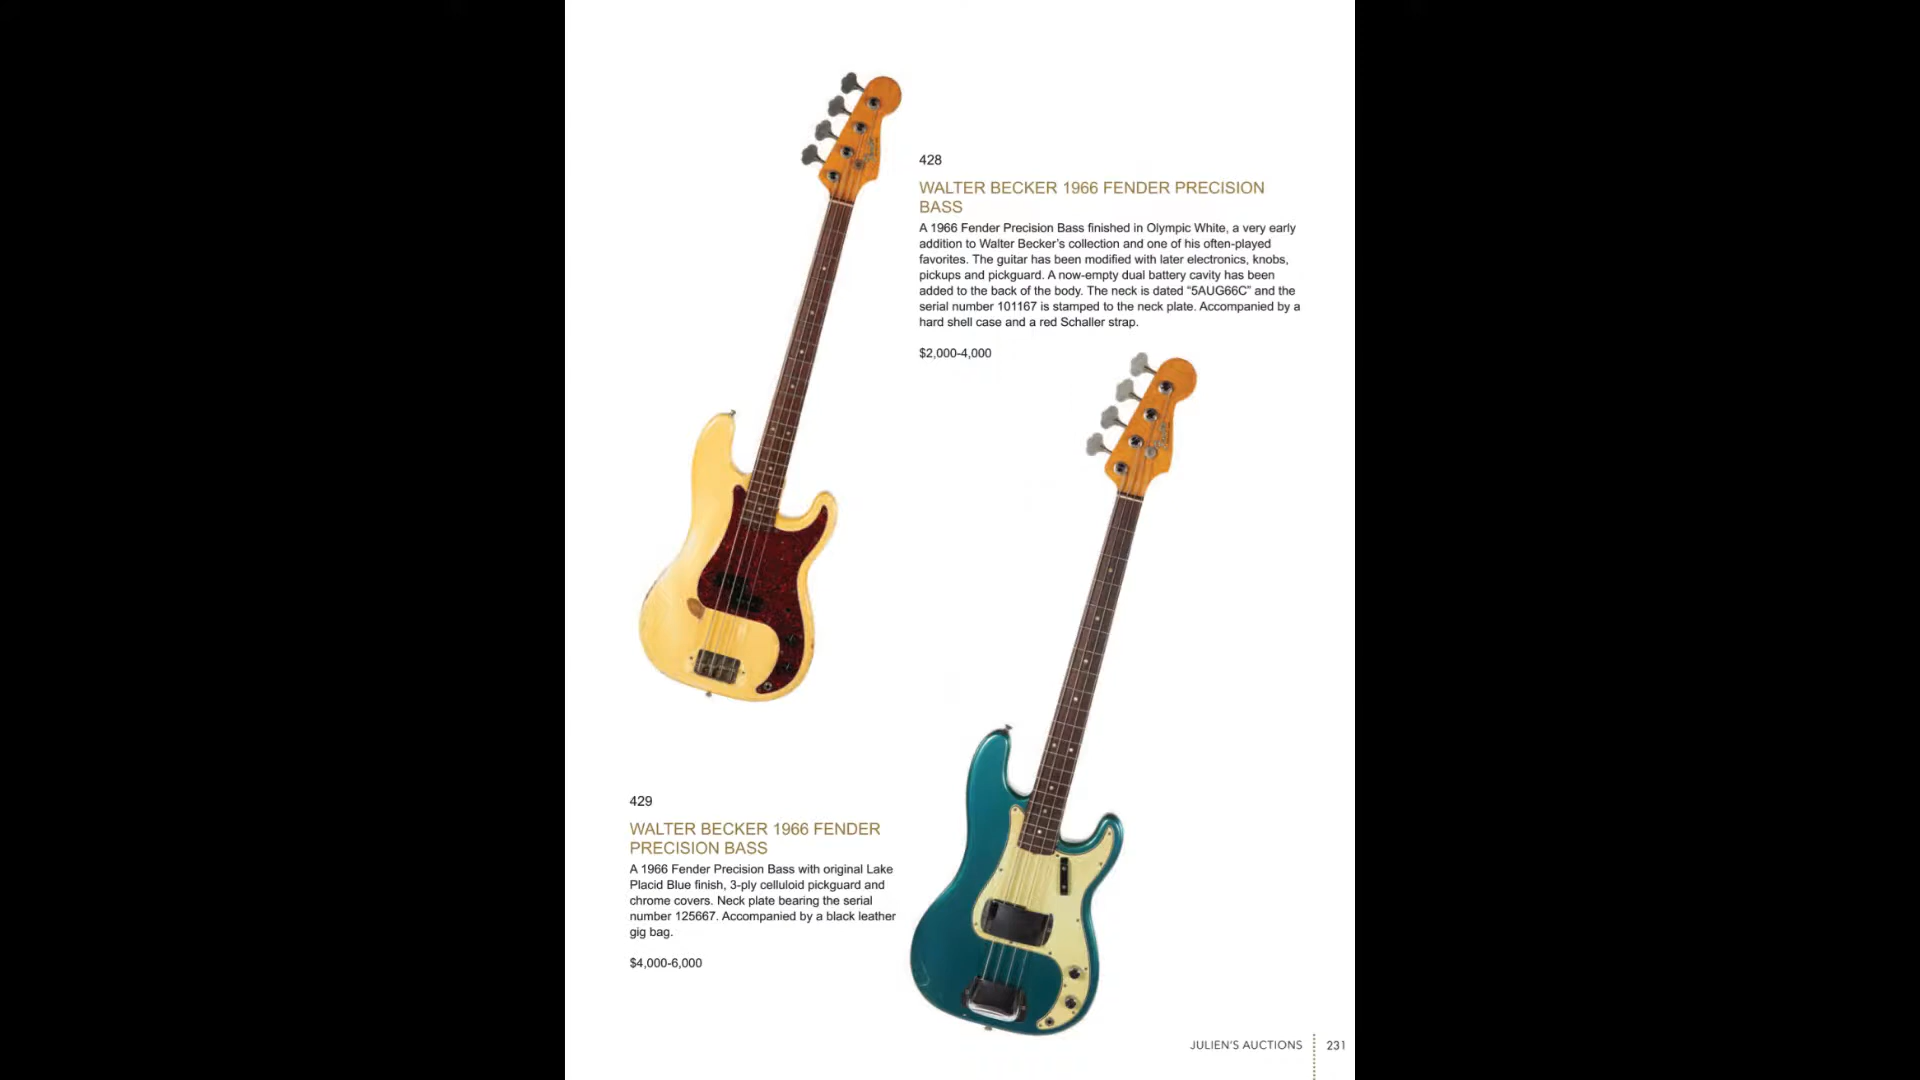 428
WALTER BECKER 1966 FENDER PRECISION
BASS
A 1966 Fender Precision Bass finished in Olympic White, a very early
addition to Walter Becker's collection and one of his often-played
favorites. The guitar has been modified with later electronics, knobs,
pickups and pickguard. A now-empty dual battery cavity has been
added to the back of the body. The neck is dated “5AUG66C” and the
serial number 101167 is stamped to the neck plate. Accompanied by a
hard shell case and a red Schaller strap.
$2,000-4,000
Fender
Fender
429
WALTER BECKER 1966 FENDER
PRECISION BASS
A 1966 Fender Precision Bass with original Lake
Placid Blue finish, 3-ply celluloid pickguard and
chrome covers. Neck plate bearing the serial
number 125667. Accompanied by a black leather
gig bag.
$4,000-6,000
JULIEN'S AUCTIONS 231